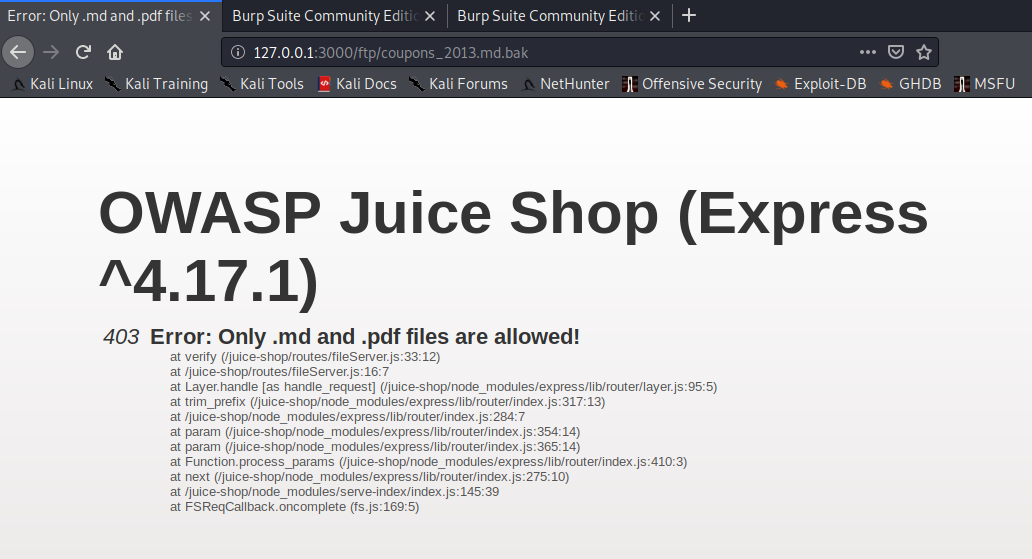 Error: Only .md and .pdf files
Burp Suite Community Editic
Burp Suite Community Editic
127.0.0.1:3000/ftp/coupons_2013.md.bak
Kali Linux Kali Training Kali Tools Kali Docs Kali Forums NetHunter Offensive Security Exploit-DB GHDB MSFU
OWASP Juice Shop (Express
^4.17.1)
403 Error: Only .md and .pdf files are allowed!
at verify (/juice-shop/routes/fileServer.js:33:12)
at /juice-shop/routes/fileServer.js:16:7
at Layer.handle [as handle_request] (/juice-shop/node_modules/express/lib/router/layer.js:95:5)
at trim_prefix (/juice-shop/node_modules/express/lib/router/index.js:317:13)
at /juice-shop/node_modules/express/lib/router/index.js:284:7
at param (/juice-shop/node_modules/express/lib/router/index.js:354:14)
at param (/juice-shop/node_modules/express/lib/router/index.js:365:14)
at Function.process_params (/juice-shop/node_modules/express/lib/router/index.js:410:3)
at next (/juice-shop/node_modules/express/lib/router/index.js:275:10)
at /juice-shop/node_modules/serve-index/index.js:145:39
at FSReqCallback.oncomplete (fs.js:169:5)